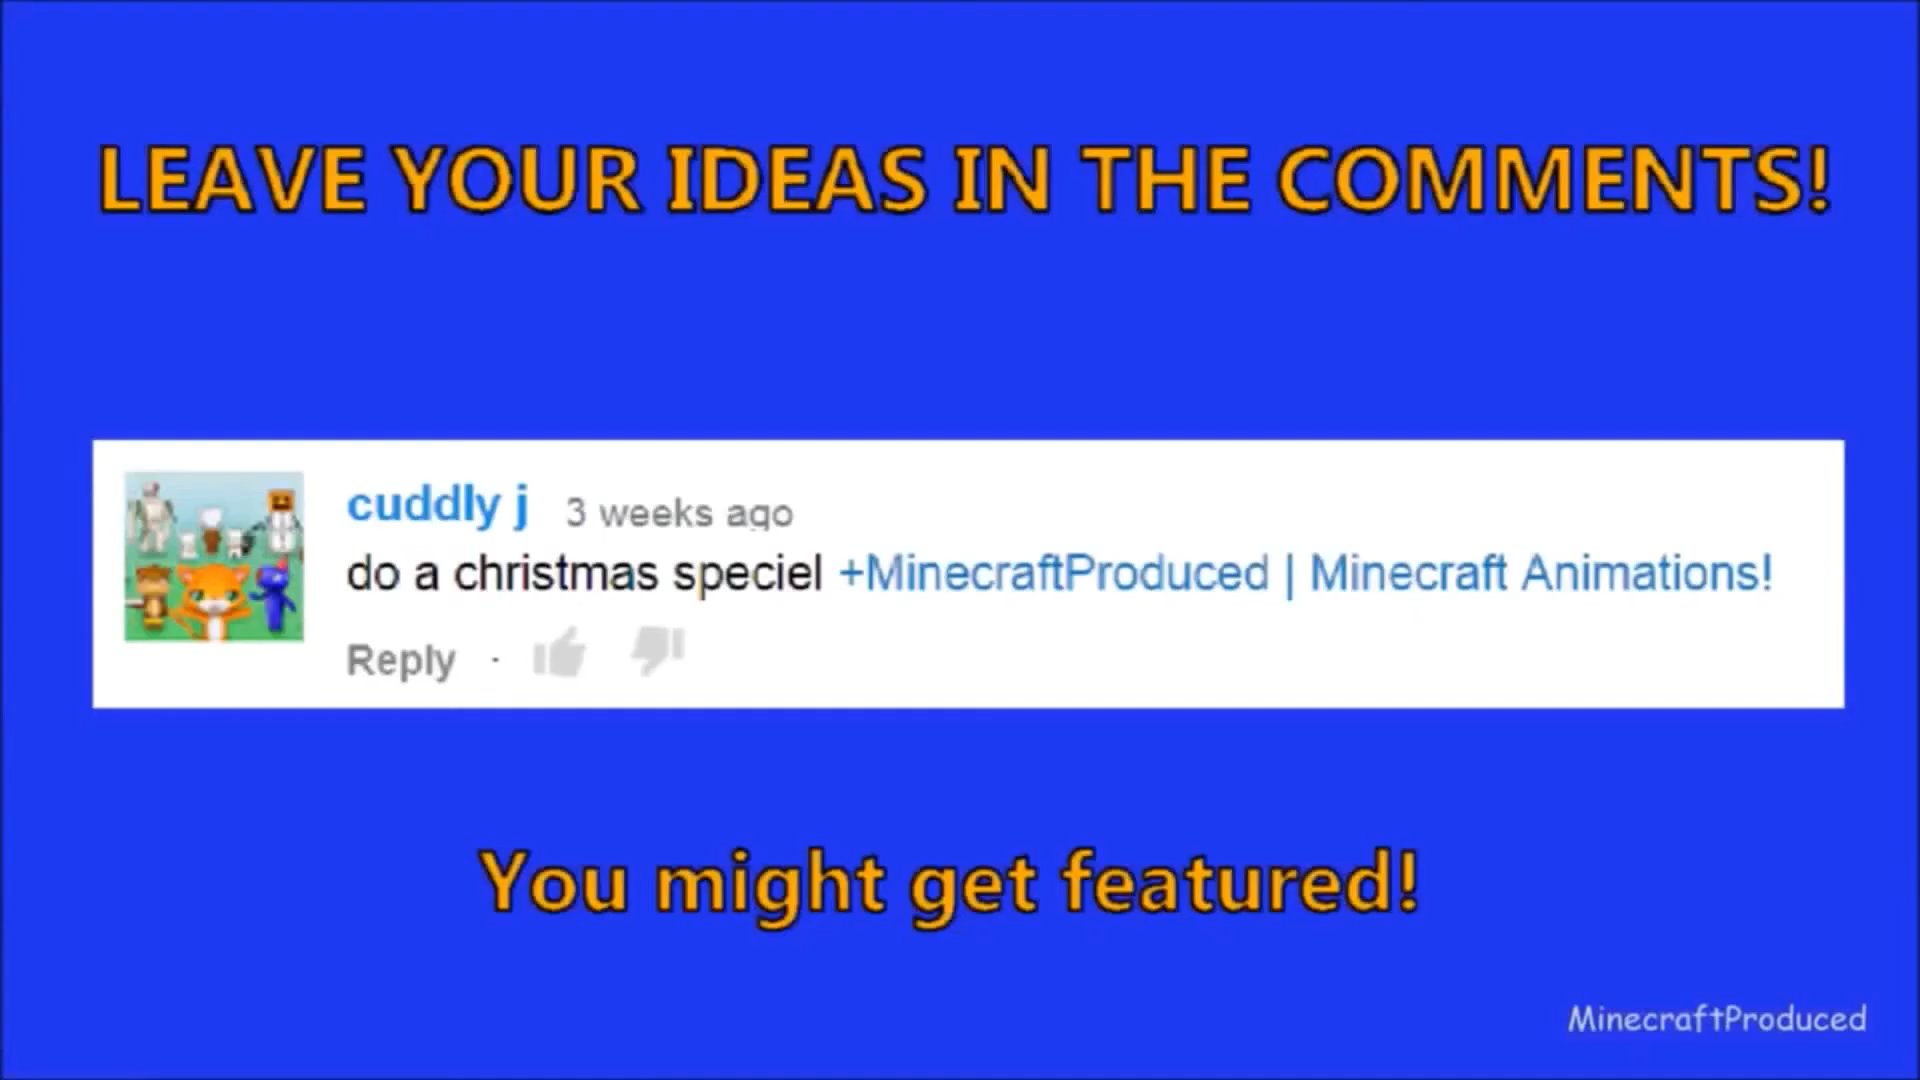 LEAVE YOUR IDEAS IN THE COMMENTS!
cuddly j 3 weeks ago
do a christmas speciel +MinecraftProduced | Minecraft Animations!
Reply ·
You might get featured!
MinecraftProduced